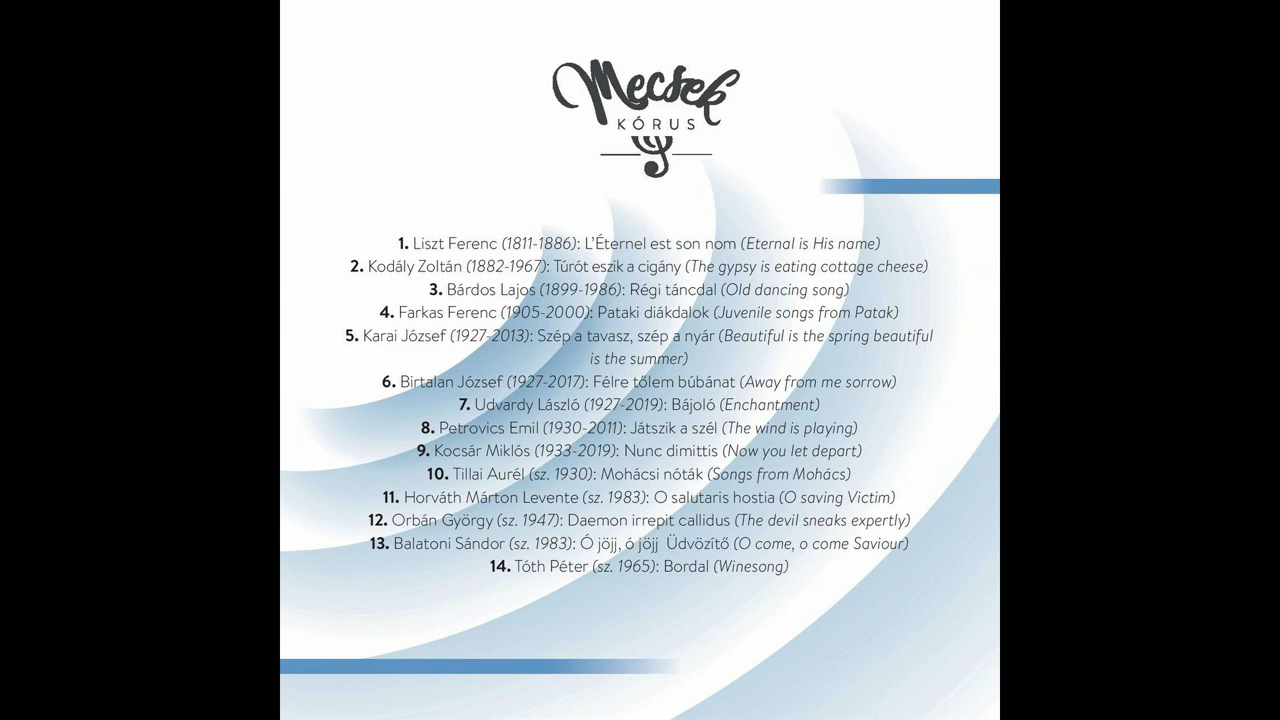 Mecsek
KÓRUS
1. Liszt Ferenc (1811-1886): L'Éternel est son nom (Eternal is His name)
2. Kodály Zoltán (1882-1967): Túrót eszik a cigány (The gypsy is eating cottage cheese)
3. Bárdos Lajos (1899-1986): Régi táncdal (Old dancing song)
4. Farkas Ferenc (1905-2000): Pataki diákdalok (Juvenile songs from Patak)
5. Karai József (1927-2013): Szép a tavasz, szép a nyár (Beautiful is the spring beautiful
is the summer)
6. Birtalan József (1927-2017): Félre tőlem búbánat (Away from me sorrow)
7. Udvardy László (1927-2019): Bájoló (Enchantment)
8. Petrovics Emil (1930-2011): Játszik a szél (The wind is playing)
9. Kocsár Miklós (1933-2019): Nunc dimittis (Now you let depart)
10. Tillai Aurél (sz. 1930): Mohácsi nóták (Songs from Mohács)
11. Horváth Márton Levente (sz. 1983): O salutaris hostia (O saving Victim)
12. Orbán György (sz. 1947): Daemon irrepit callidus (The devil sneaks expertly)
13. Balatoni Sándor (sz. 1983): Ó jöjj, ó jöjj Üdvözítő (O come, o come Saviour)
14. Tóth Péter (sz. 1965): Bordal (Winesong)